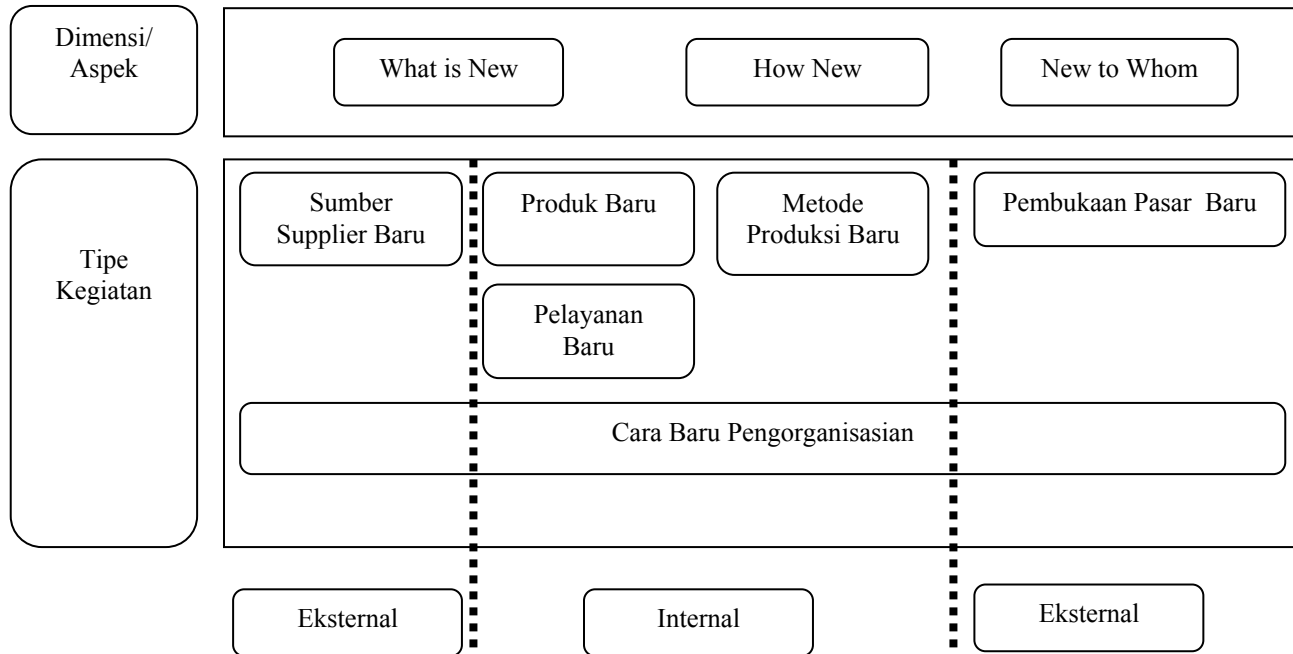 Dimensi/
Aspek
What is New
How New
New to Whom
Tipe
Kegiatan
Sumber
Supplier Baru
Produk Baru
Metode
Produksi Baru
Pembukaan Pasar  Baru
Pelayanan
Baru
Cara Baru Pengorganisasian
Eksternal
Internal
Eksternal